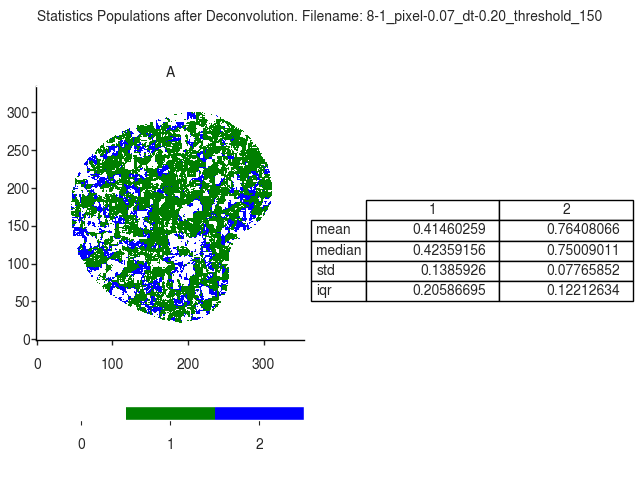 Statistics Populations after Deconvolution. Filename: 8-1_pixel-0.07_dt-0.20_threshold_150
A
300
250
200
150
100
50
0
0 100 200 300
0 1 2
1 2
mean 0.41460259 0.76408066
median 0.42359156 0.75009011
std 0.1385926 0.07765852
iqr 0.20586695 0.12212634